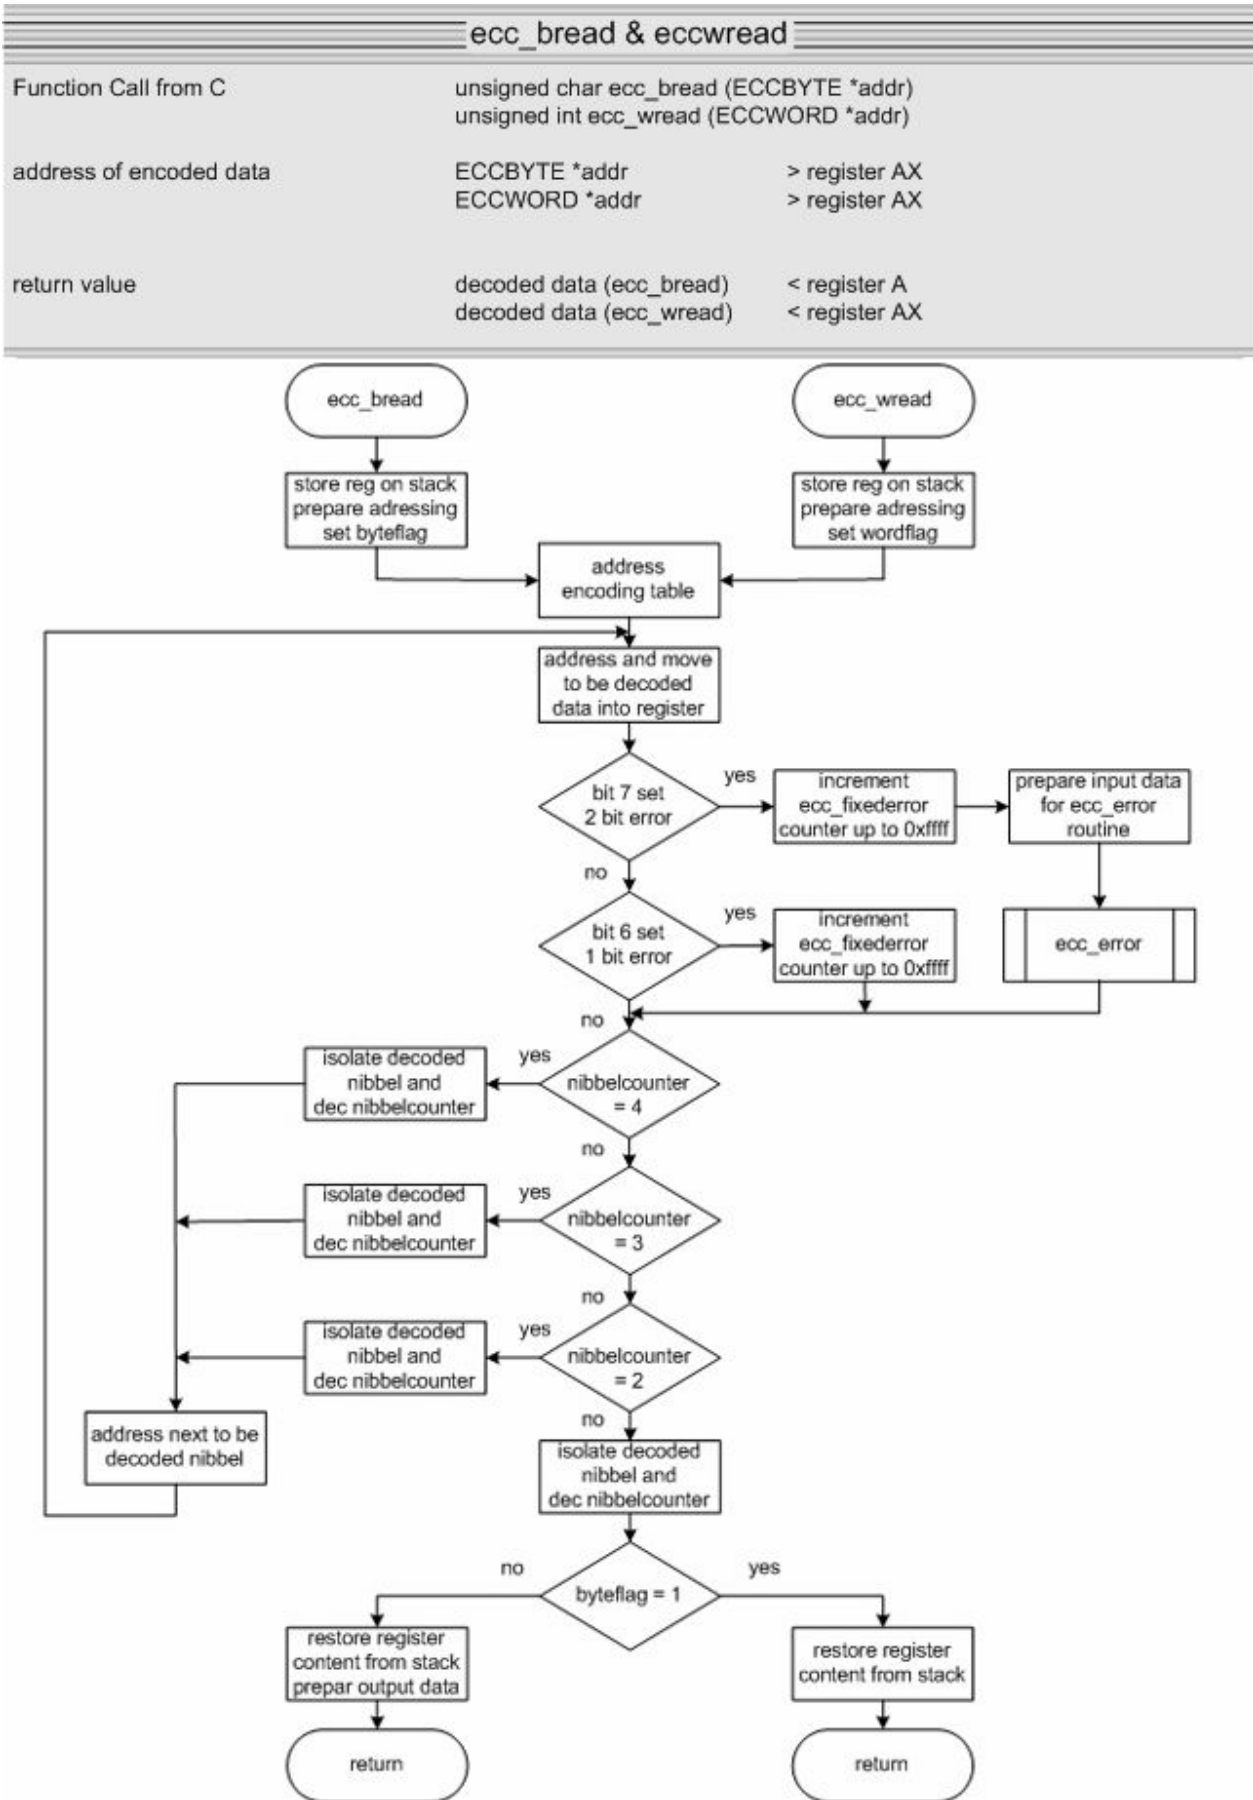 ecc_bread & eccwread
Function Call from C
unsigned char ecc_bread (ECCBYTE *addr)
unsigned int ecc_wread (ECCWORD *addr)
address of encoded data
ECCBYTE *addr > register AX
ECCWORD *addr > register AX
return value
decoded data (ecc_bread) < register A
decoded data (ecc_wread) < register AX
ecc_bread
ecc_wread
store reg on stack
prepare adressing
set byteflag
store reg on stack
prepare adressing
set wordflag
address
encoding table
address and move
to be decoded
data into register
bit 7 set
2 bit error
yes
increment
ecc_fixederror
counter up to 0xffff
prepare input data
for ecc_error
routine
no
bit 6 set
1 bit error
yes
increment
ecc_fixederror
counter up to 0xffff
ecc_error
no
nibbelcounter
= 4
yes
isolate decoded
nibbel and
dec nibbelcounter
no
nibbelcounter
= 3
yes
isolate decoded
nibbel and
dec nibbelcounter
no
nibbelcounter
= 2
yes
isolate decoded
nibbel and
dec nibbelcounter
address next to be
decoded nibbel
no
isolate decoded
nibbel and
dec nibbelcounter
no
byteflag = 1
yes
restore register
content from stack
prepar output data
restore register
content from stack
return
return